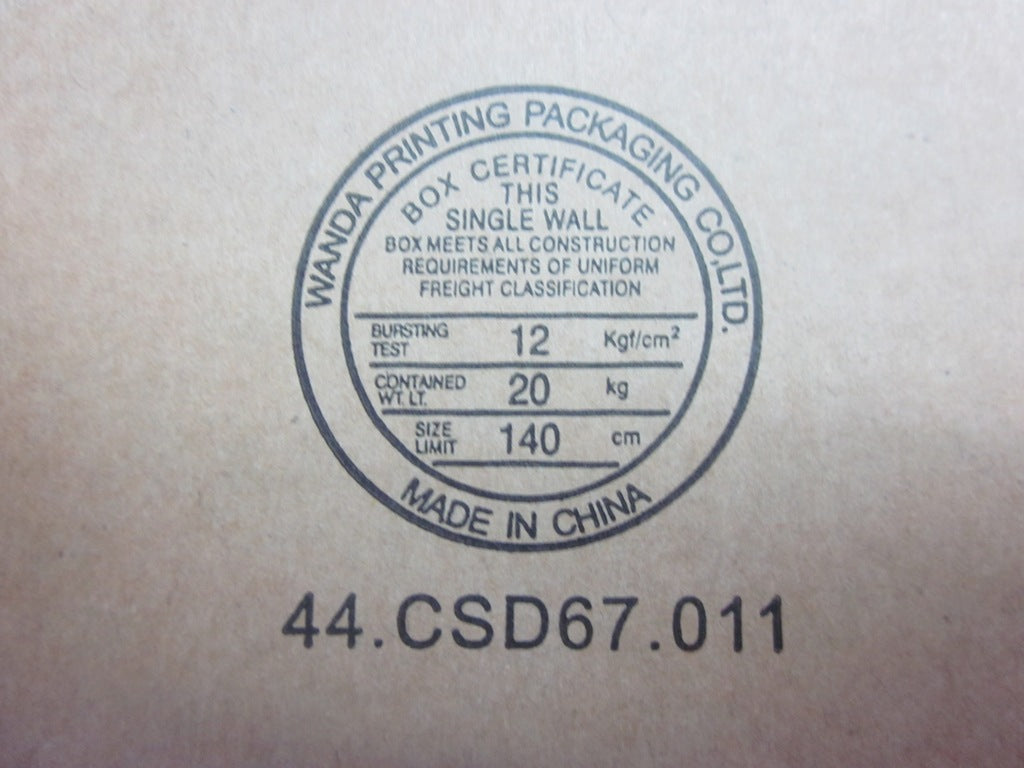 WANDA PRINTING PACKAGING CO,LTD.
BOX CERTIFICATE
THIS
SINGLE WALL
BOX MEETS ALL CONSTRUCTION
REQUIREMENTS OF UNIFORM
FREIGHT CLASSIFICATION
BURSTING TEST 12 Kgf/cm²
CONTAINED WT. LT. 20 kg
SIZE LIMIT 140 cm
MADE IN CHINA
44.CSD67.011